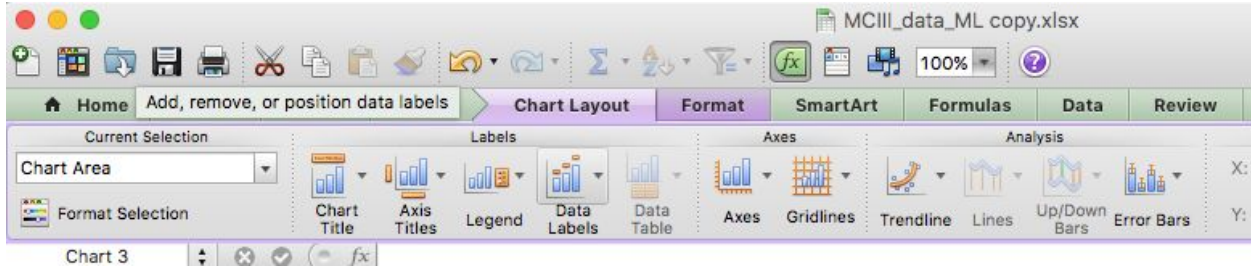 MCIII_data_ML copy.xlsx
fx 100% ?
Home Add, remove, or position data labels Chart Layout Format SmartArt Formulas Data Review
Current Selection Labels Axes Analysis
Chart Area X:
Format Selection Chart Title Axis Titles Legend Data Labels Data Table Axes Gridlines Trendline Lines Up/Down Bars Error Bars Y:
Chart 3 fx